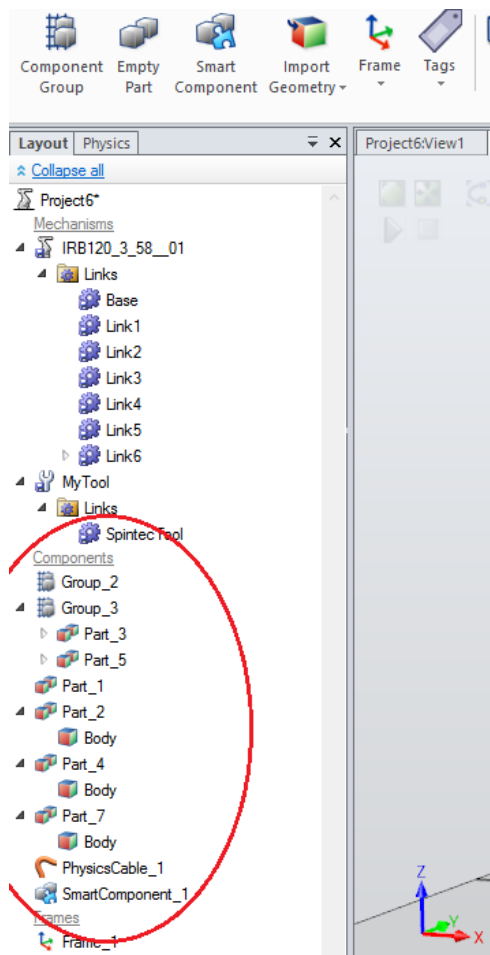 Component Group
Empty Part
Smart Component
Import Geometry
Frame
Tags
Layout
Physics
Project6:View1
Collapse all
Project6*
Mechanisms
IRB120_3_58__01
Links
Base
Link1
Link2
Link3
Link4
Link5
Link6
MyTool
Links
SpintecTool
Components
Group_2
Group_3
Part_3
Part_5
Part_1
Part_2
Body
Part_4
Body
Part_7
Body
PhysicsCable_1
SmartComponent_1
Frames
Frame_1
Z
Y
X